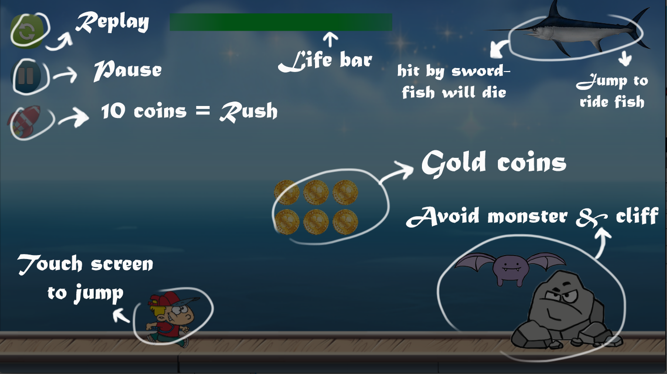 Replay
Life bar
Pause
hit by sword-
fish will die
Jump to
ride fish
10 coins = Rush
Gold coins
Avoid monster & cliff
Touch screen
to jump